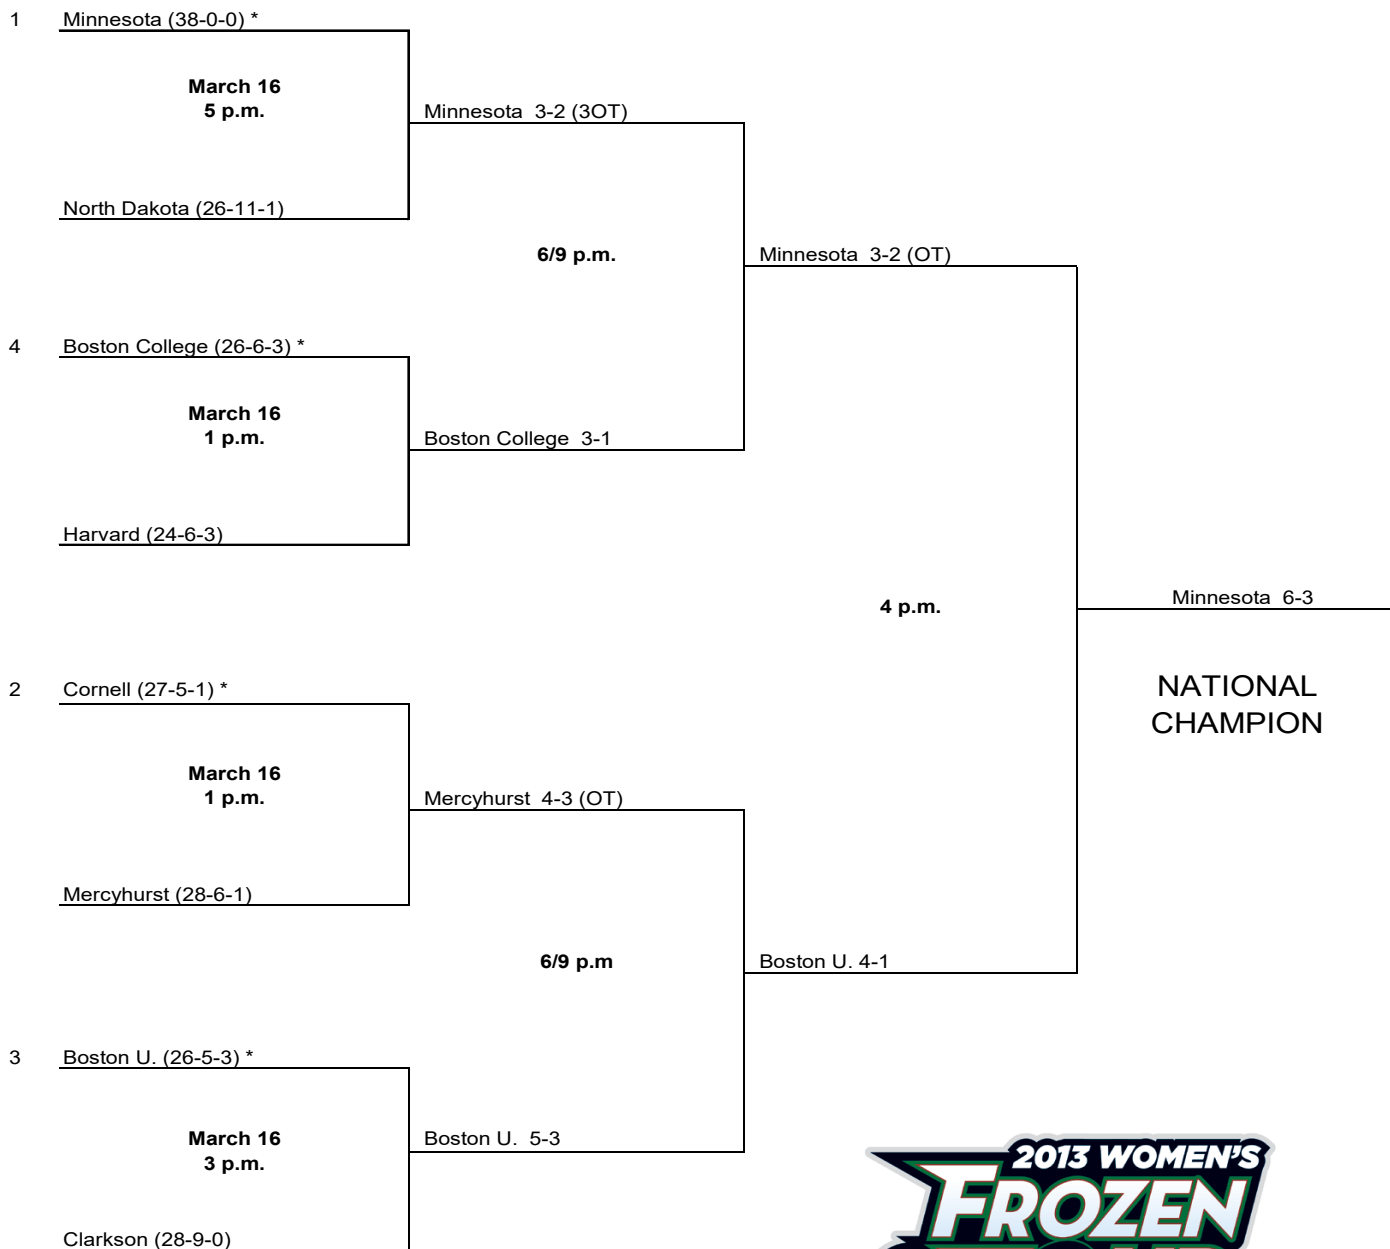 1 Minnesota (38-0-0) *
March 16
5 p.m.
Minnesota 3-2 (3OT)
North Dakota (26-11-1)
6/9 p.m.
Minnesota 3-2 (OT)
4 Boston College (26-6-3) *
March 16
1 p.m.
Boston College 3-1
Harvard (24-6-3)
4 p.m.
Minnesota 6-3
2 Cornell (27-5-1) *
NATIONAL
CHAMPION
March 16
1 p.m.
Mercyhurst 4-3 (OT)
Mercyhurst (28-6-1)
6/9 p.m
Boston U. 4-1
3 Boston U. (26-5-3) *
March 16
3 p.m.
Boston U. 5-3
Clarkson (28-9-0)
2013 WOMEN'S
FROZEN